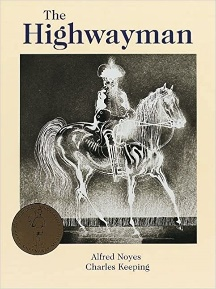 The
Highwayman
Alfred Noyes
Charles Keeping